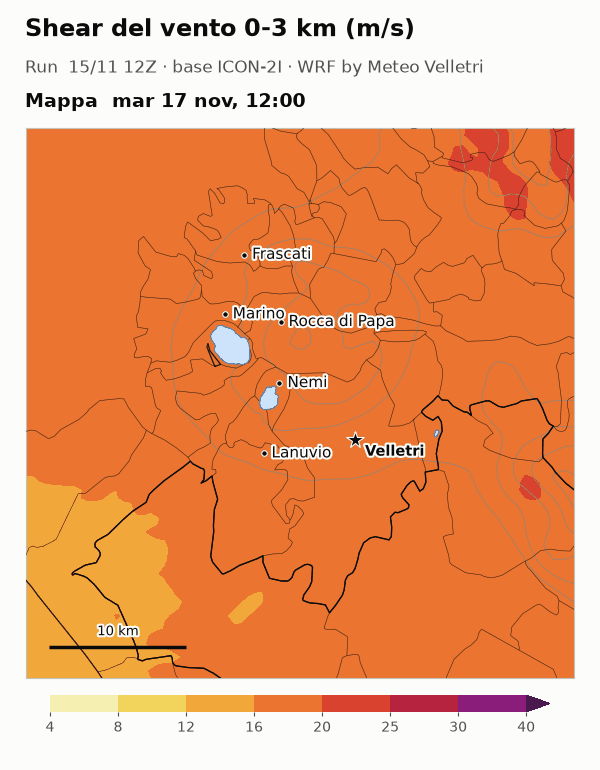 Shear del vento 0-3 km (m/s)
Run  15/11 12Z · base ICON-2I · WRF by Meteo Velletri
Mappa  mar 17 nov, 12:00
Frascati
Marino
Rocca di Papa
Nemi
Velletri
Lanuvio
10 km
4 8 12 16 20 25 30 40